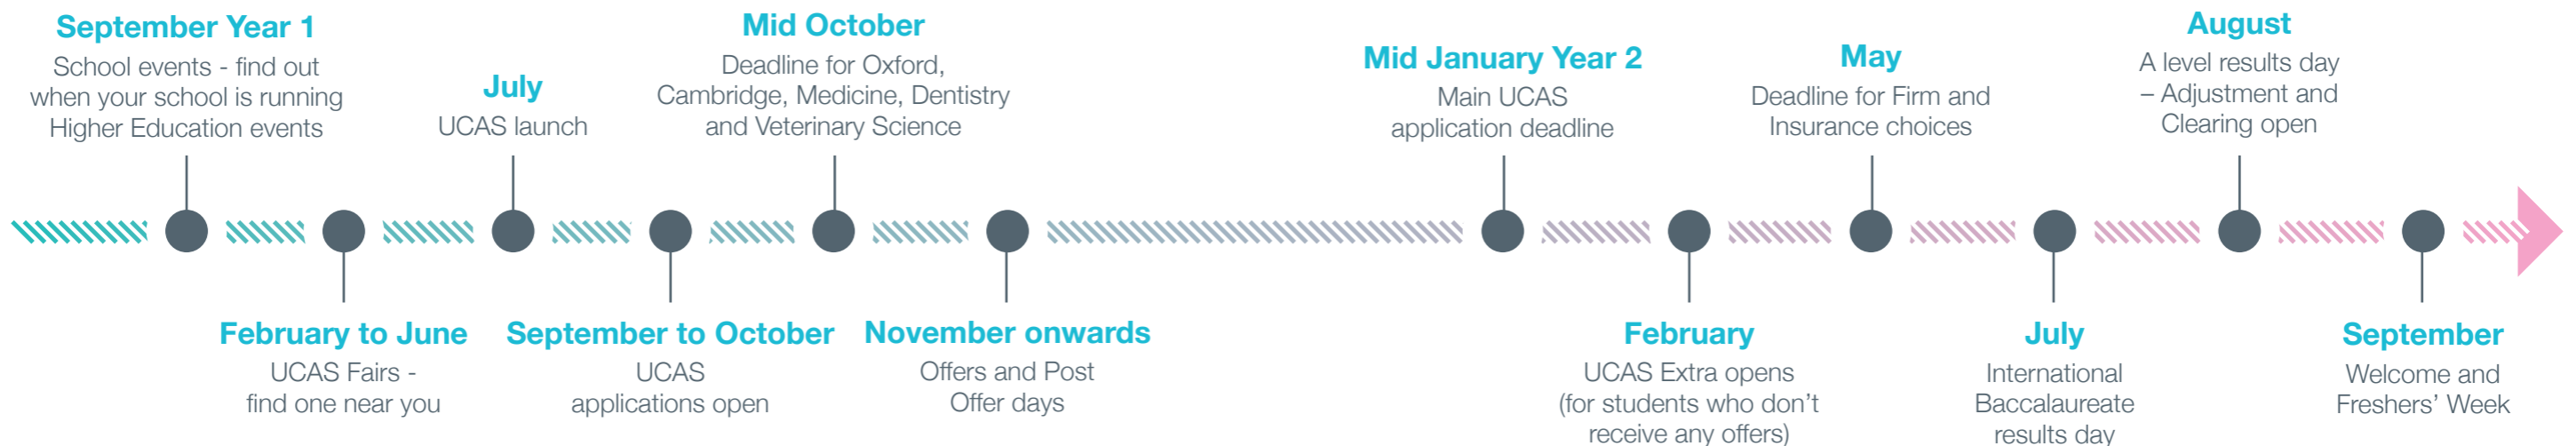 September Year 1
School events - find out
when your school is running
Higher Education events
February to June
UCAS Fairs -
find one near you
July
UCAS launch
September to October
UCAS
applications open
Mid October
Deadline for Oxford,
Cambridge, Medicine, Dentistry
and Veterinary Science
November onwards
Offers and Post
Offer days
Mid January Year 2
Main UCAS
application deadline
February
UCAS Extra opens
(for students who don’t
receive any offers)
May
Deadline for Firm and
Insurance choices
July
International
Baccalaureate
results day
August
A level results day
– Adjustment and
Clearing open
September
Welcome and
Freshers’ Week